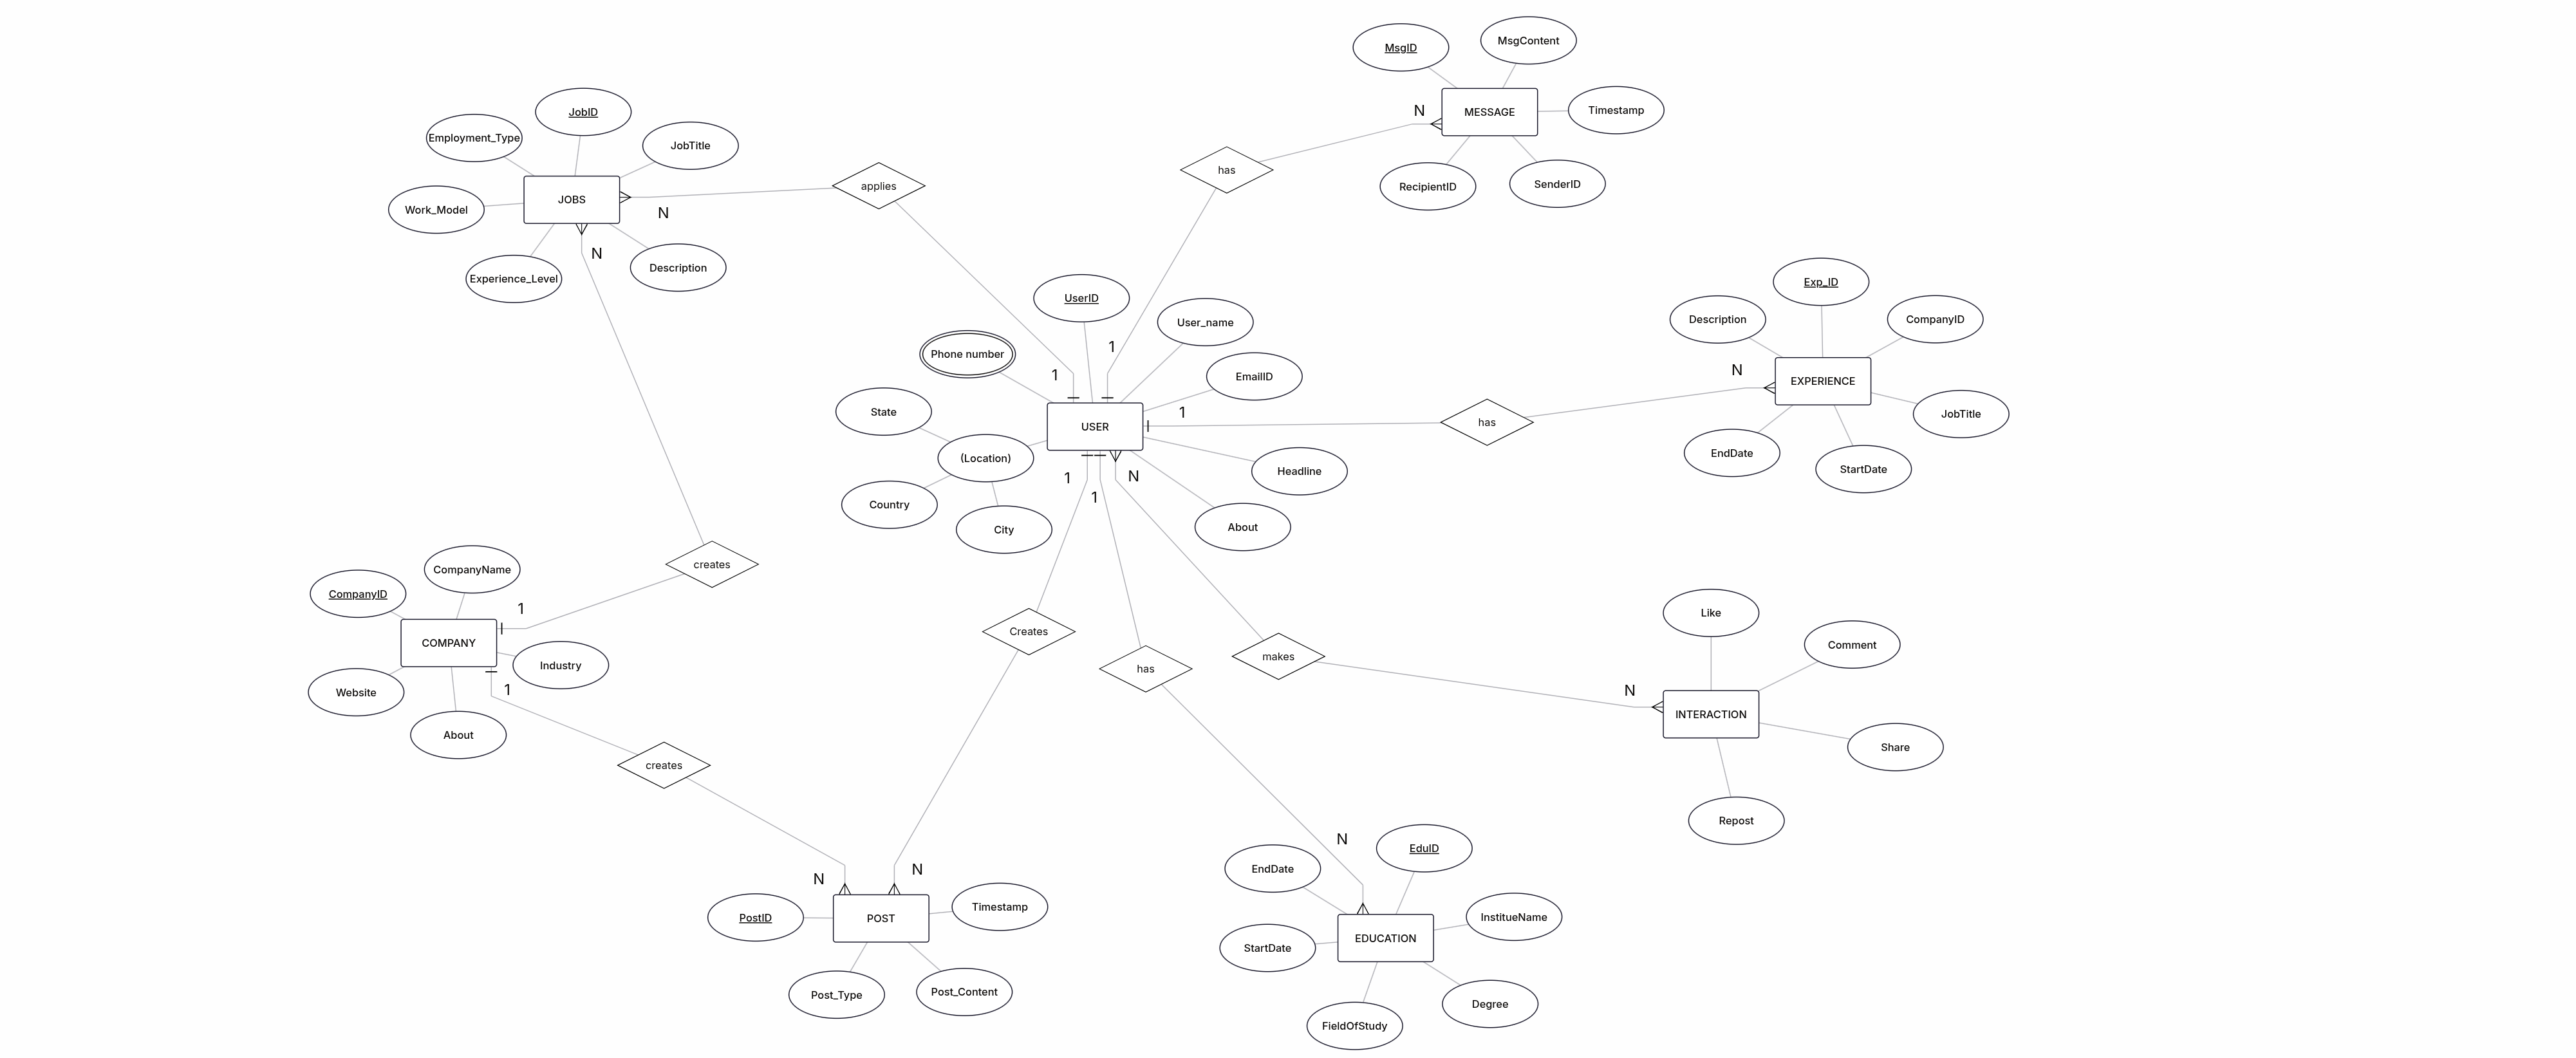 MsgID
MsgContent
MESSAGE
Timestamp
RecipientID
SenderID
N
has
1
JobID
Employment_Type
JobTitle
JOBS
Work_Model
Experience_Level
Description
N
N
applies
1
UserID
User_name
Phone number
EmailID
State
USER
(Location)
Country
City
Headline
About
1
has
N
Exp_ID
Description
CompanyID
EXPERIENCE
JobTitle
EndDate
StartDate
1
1
N
creates
CompanyName
CompanyID
1
COMPANY
Industry
Website
1
About
creates
Creates
has
makes
N
Like
Comment
INTERACTION
Share
Repost
N
N
PostID
POST
Timestamp
Post_Type
Post_Content
N
EduID
EndDate
InstitueName
EDUCATION
StartDate
Degree
FieldOfStudy